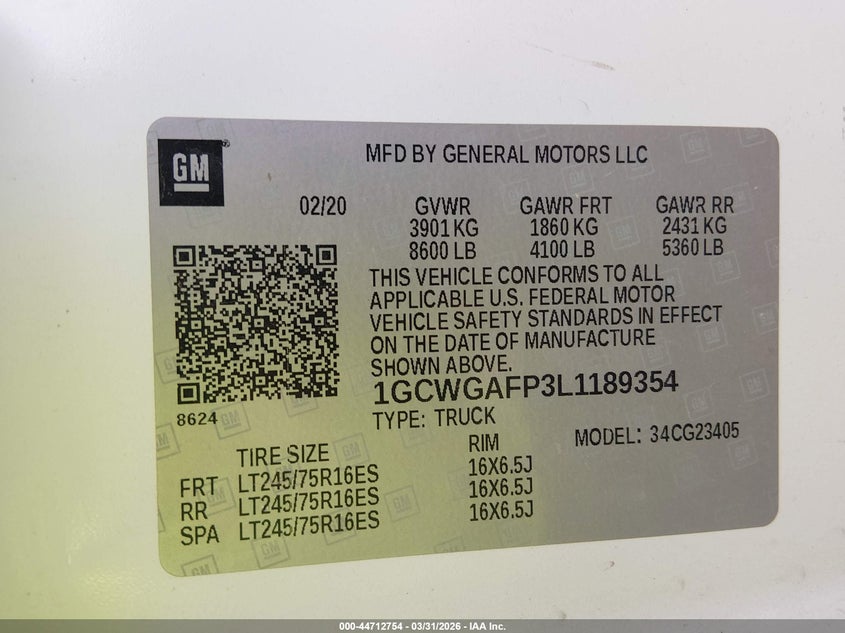 GM
MFD BY GENERAL MOTORS LLC
02/20 GVWR GAWR FRT GAWR RR
3901 KG 1860 KG 2431 KG
8600 LB 4100 LB 5360 LB
THIS VEHICLE CONFORMS TO ALL
APPLICABLE U.S. FEDERAL MOTOR
VEHICLE SAFETY STANDARDS IN EFFECT
ON THE DATE OF MANUFACTURE
SHOWN ABOVE.
1GCWGAFP3L1189354
8624
TYPE: TRUCK
MODEL: 34CG23405
TIRE SIZE RIM
FRT LT245/75R16ES 16X6.5J
RR LT245/75R16ES 16X6.5J
SPA LT245/75R16ES 16X6.5J
000-44712754 - 03/31/2026 - IAA Inc.